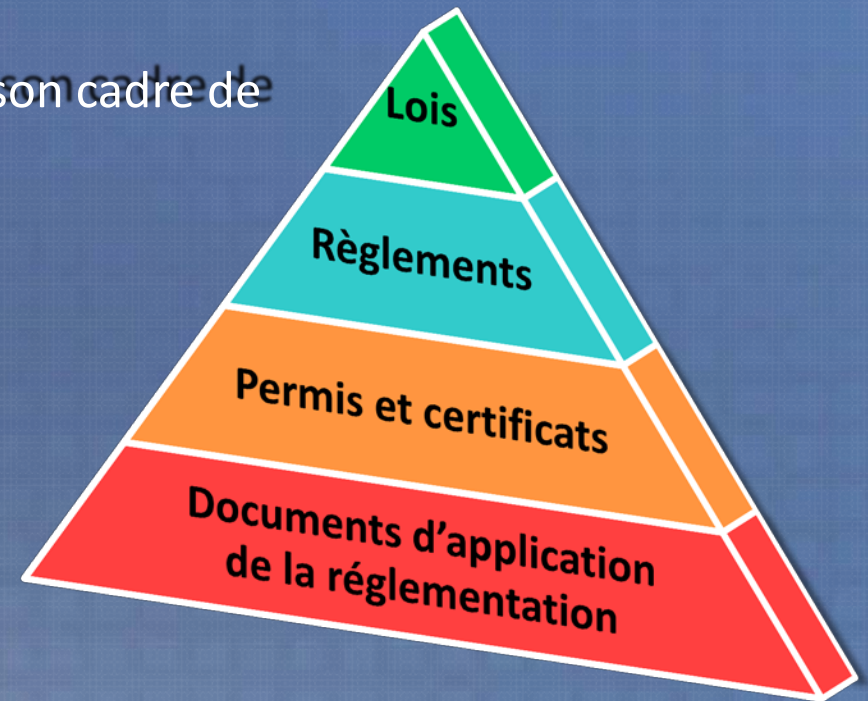 son cadre de
Lois
Règlements
Permis et certificats
Documents d'application
de la réglementation